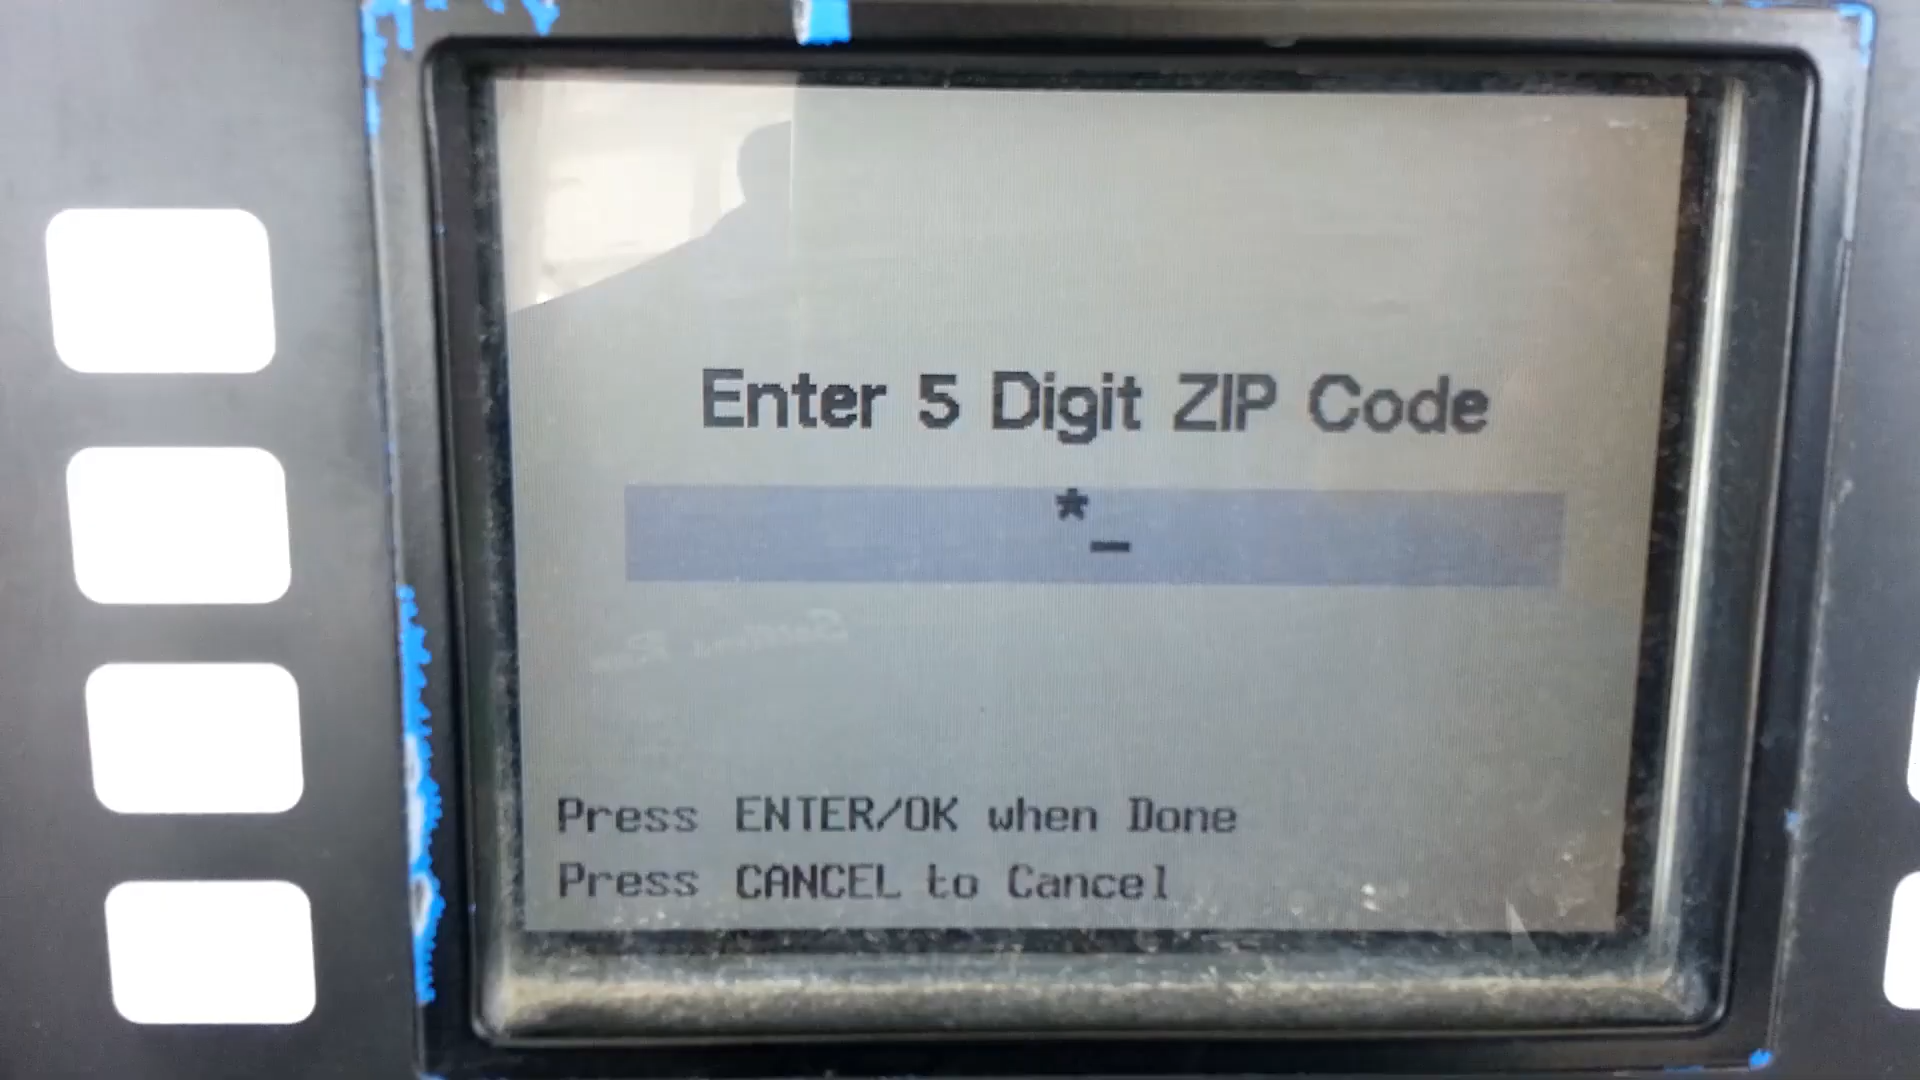 Enter 5 Digit ZIP Code
*_
Press ENTER/OK when Done
Press CANCEL to Cancel